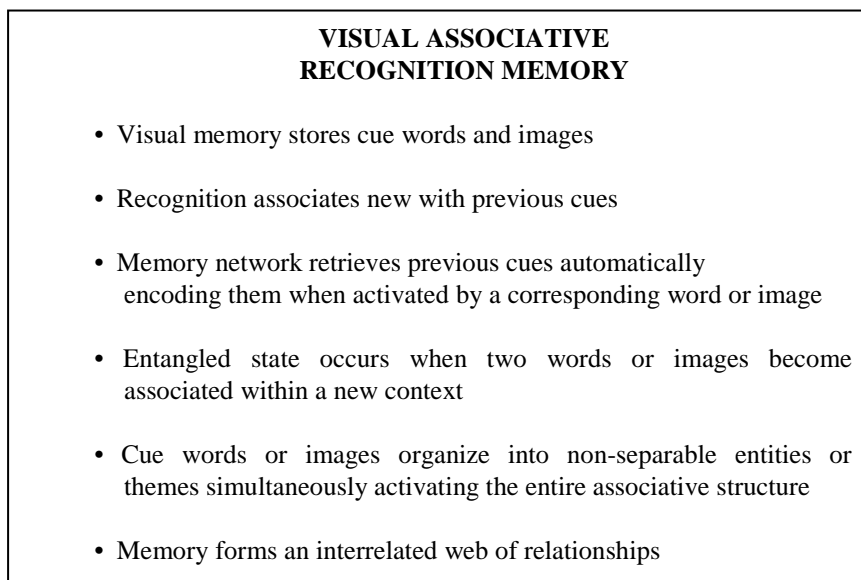 VISUAL ASSOCIATIVE
RECOGNITION MEMORY
• Visual memory stores cue words and images
• Recognition associates new with previous cues
• Memory network retrieves previous cues automatically
encoding them when activated by a corresponding word or image
• Entangled state occurs when two words or images become
associated within a new context
• Cue words or images organize into non-separable entities or
themes simultaneously activating the entire associative structure
• Memory forms an interrelated web of relationships